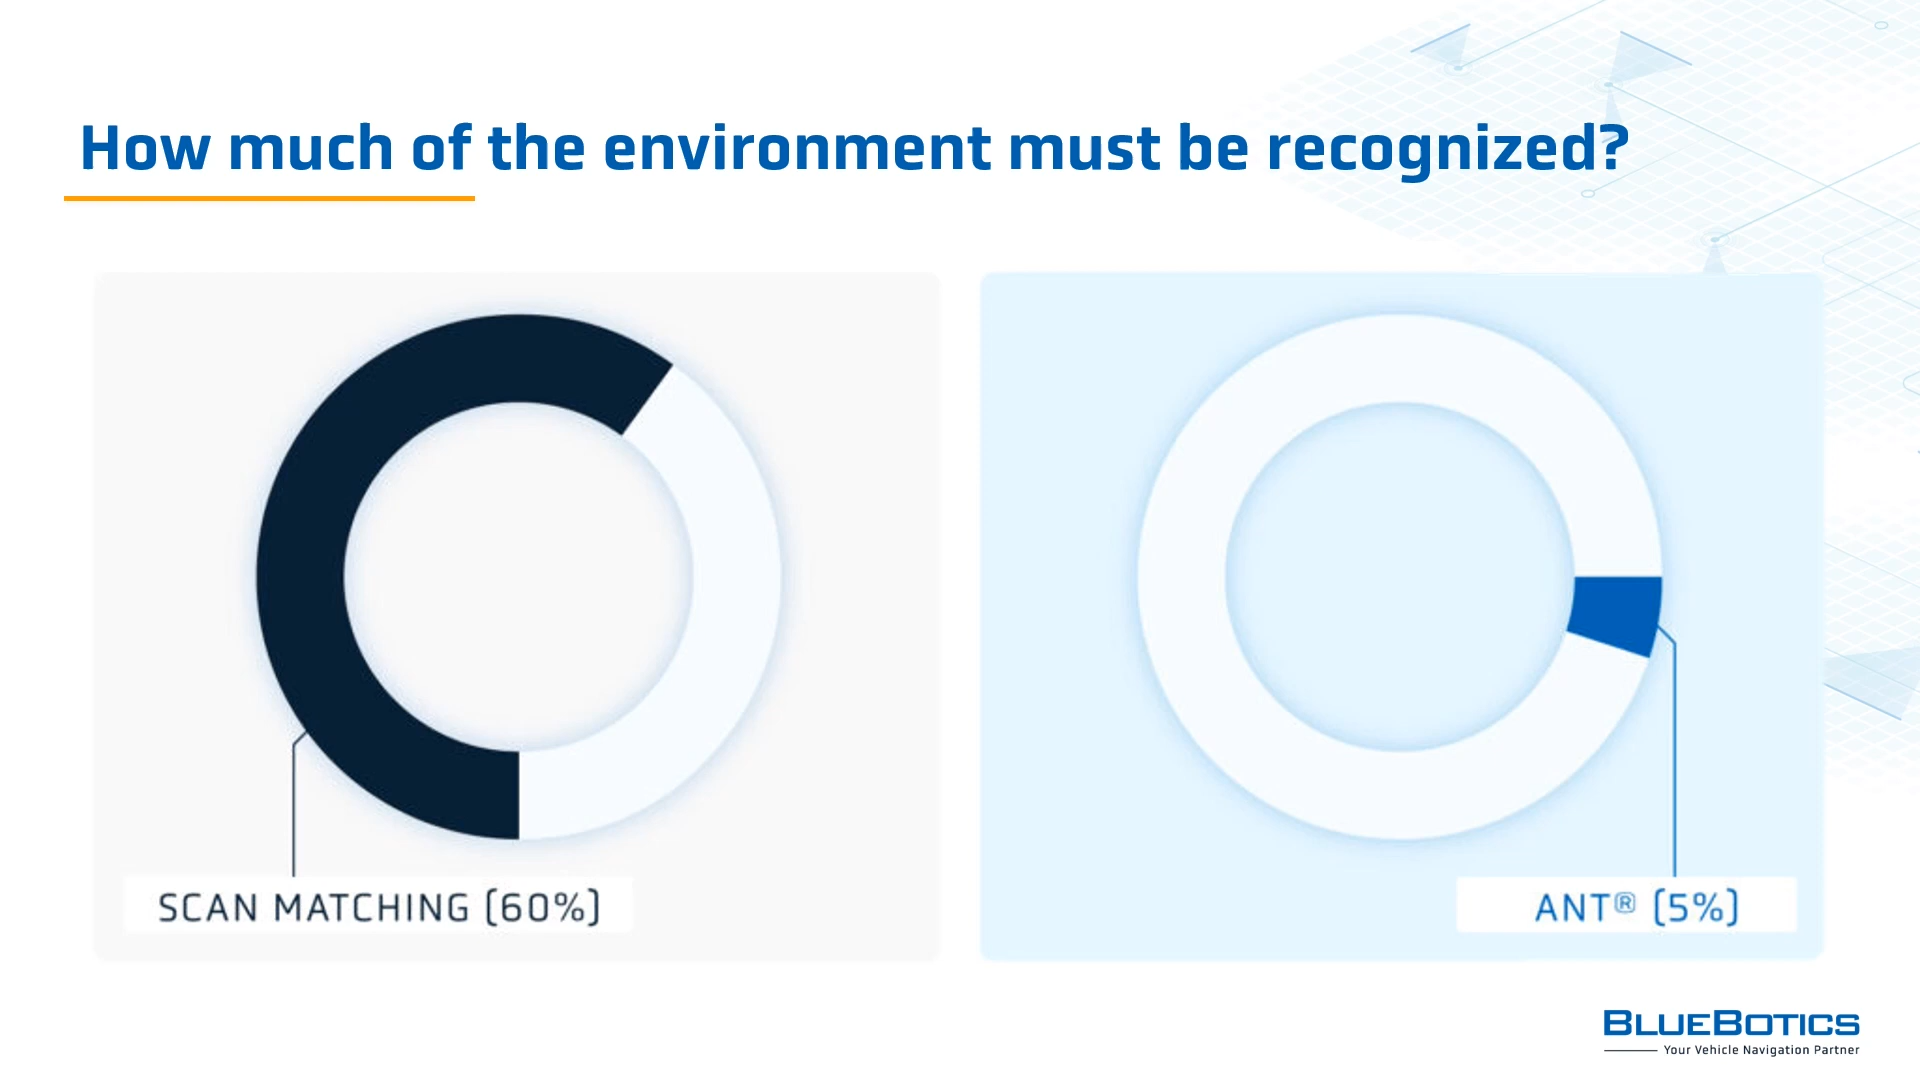 How much of the environment must be recognized?
SCAN MATCHING (60%)
ANT® (5%)
BLUEBOTICS
Your Vehicle Navigation Partner